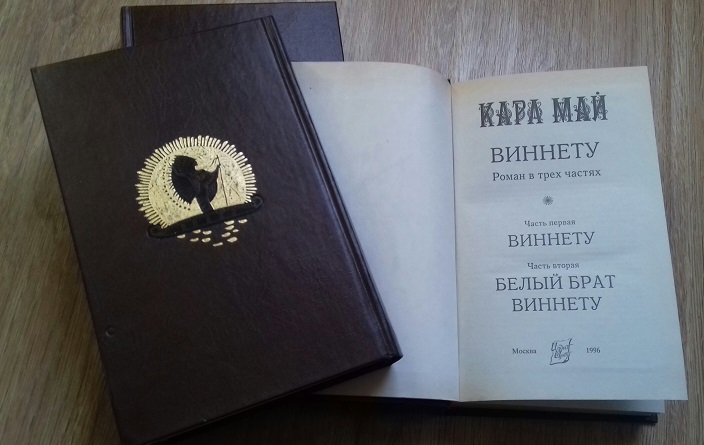 КАРЛ МАЙ
ВИННЕТУ
Роман в трех частях
Часть первая
ВИННЕТУ
Часть вторая
БЕЛЫЙ БРАТ
ВИННЕТУ
Москва 1996